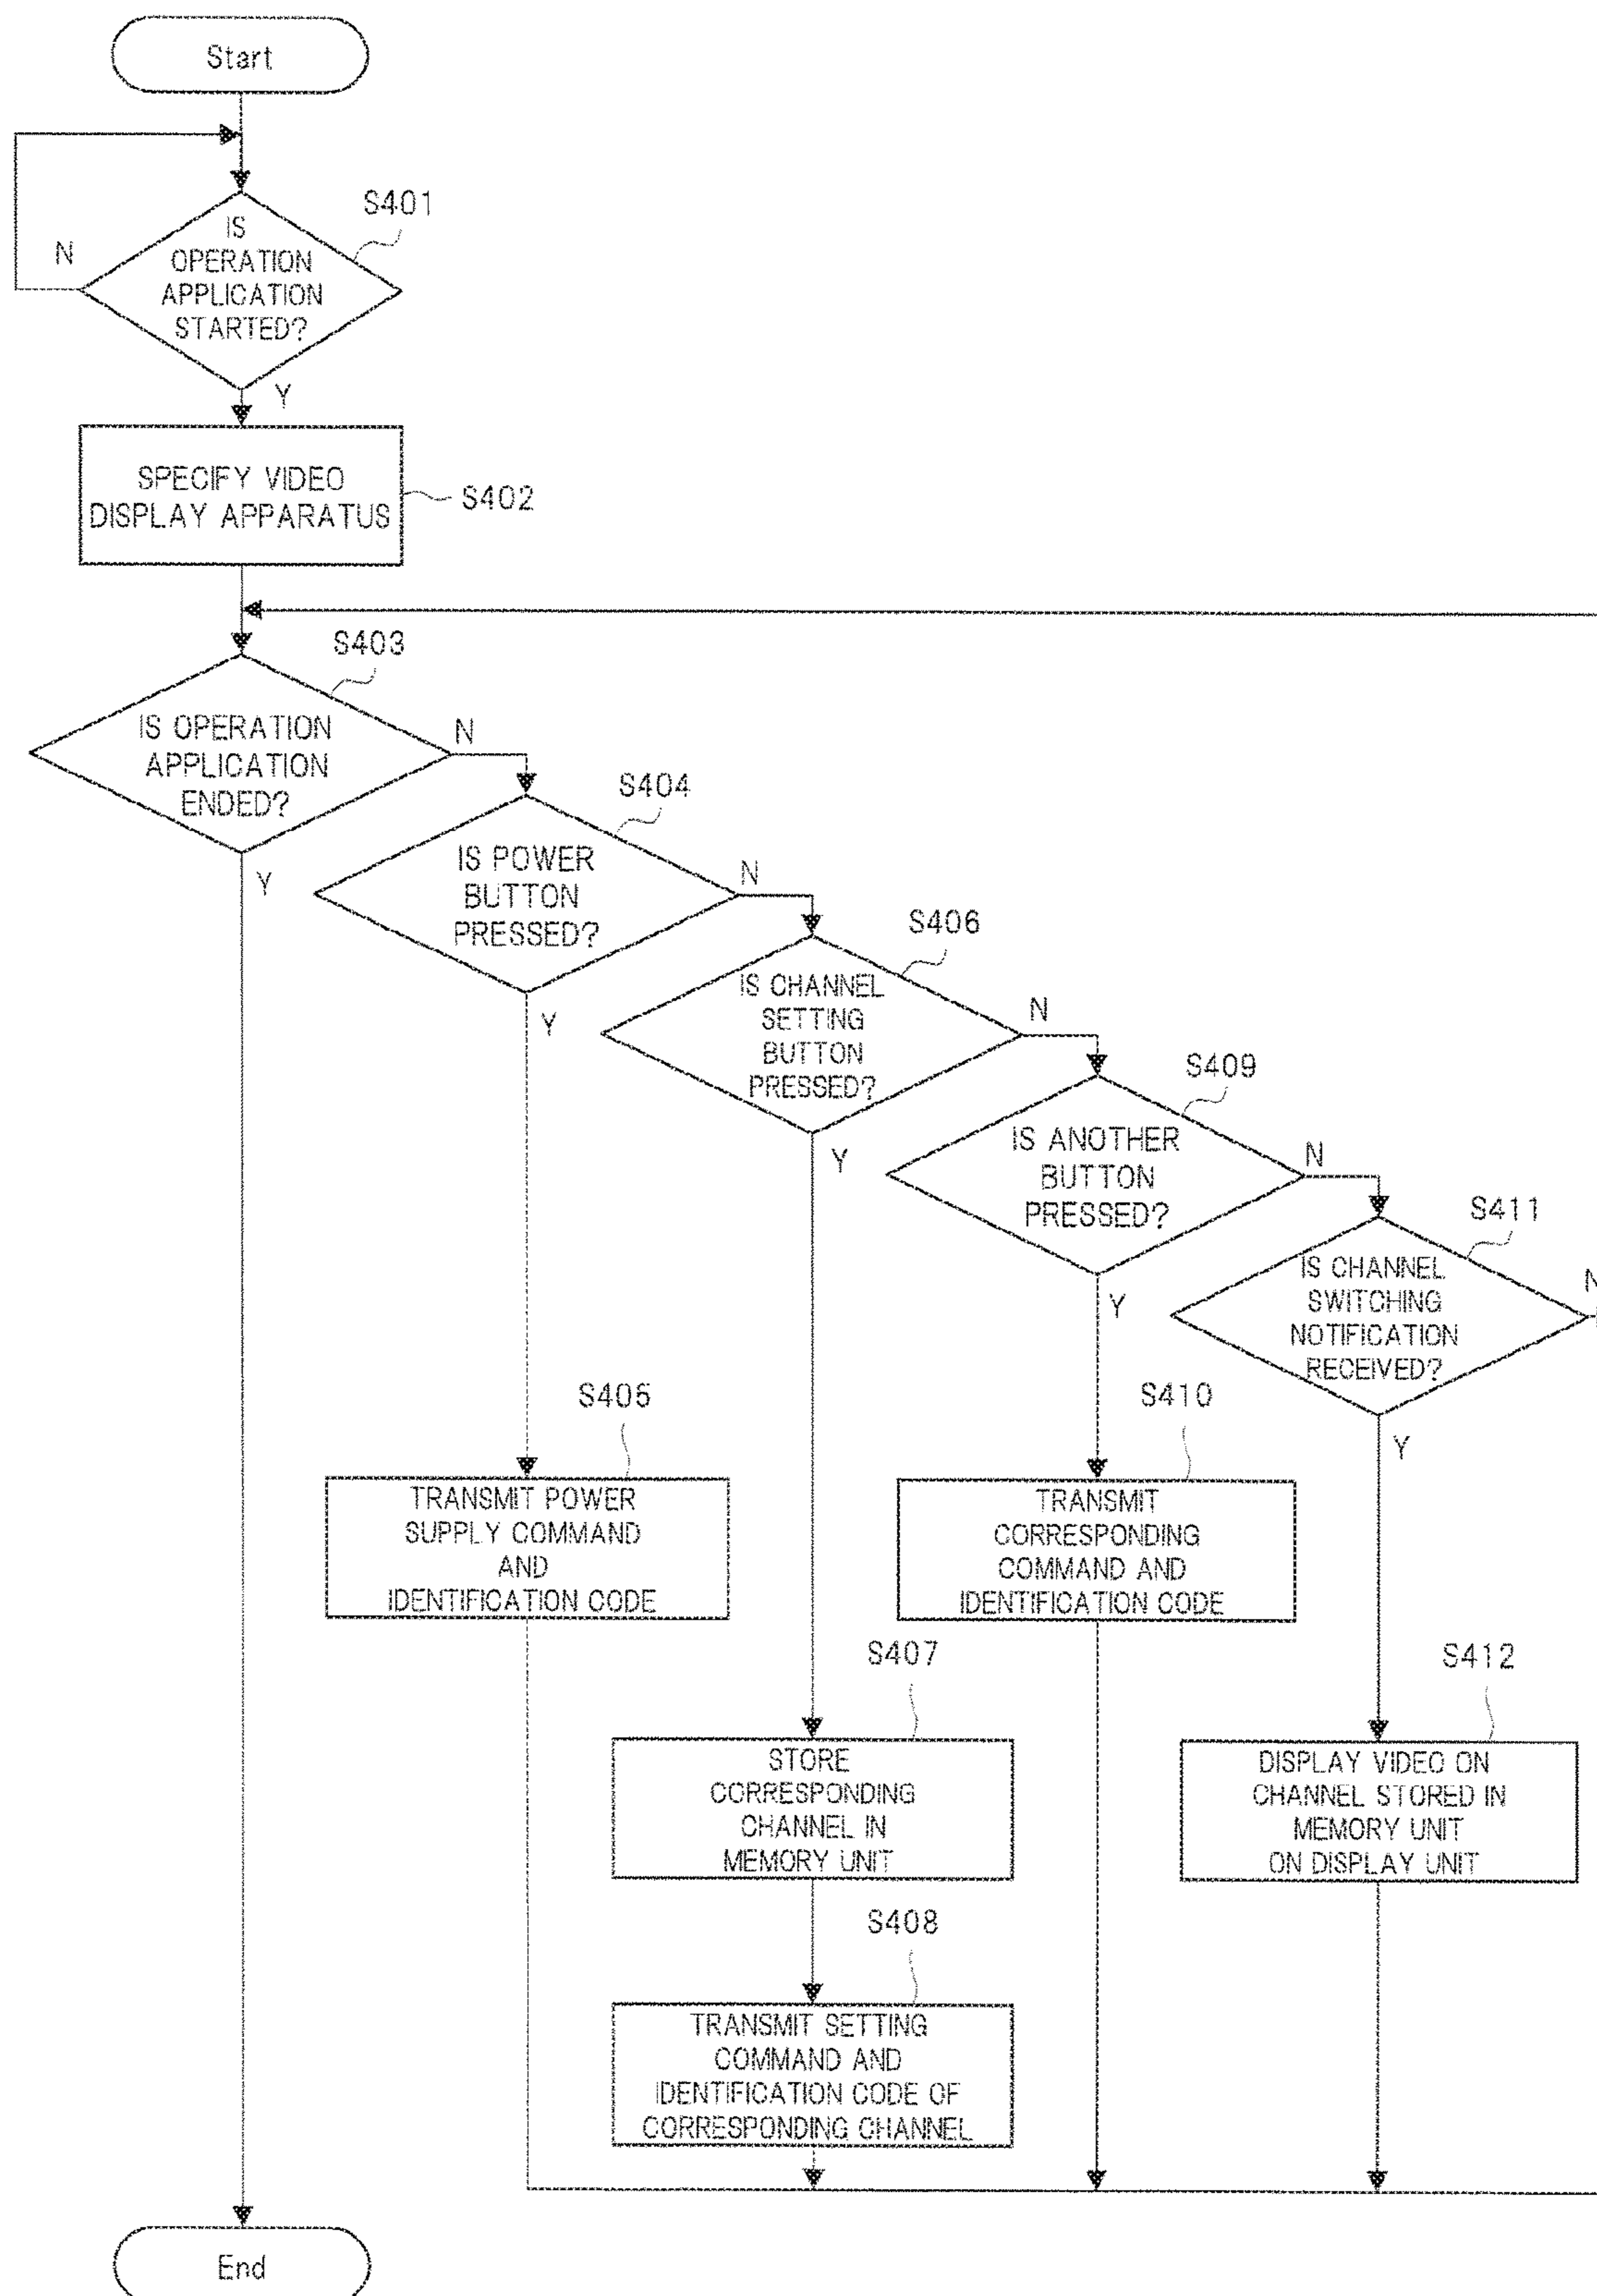 Start
S401
N
IS
OPERATION
APPLICATION
STARTED?
Y
SPECIFY VIDEO
DISPLAY APPARATUS
S402
S403
IS OPERATION
APPLICATION
ENDED?
N
Y
S404
IS POWER
BUTTON
PRESSED?
N
Y
S406
IS CHANNEL
SETTING
BUTTON
PRESSED?
N
Y
S409
IS ANOTHER
BUTTON
PRESSED?
N
Y
S411
IS CHANNEL
SWITCHING
NOTIFICATION
RECEIVED?
N
Y
S405
TRANSMIT POWER
SUPPLY COMMAND
AND
IDENTIFICATION CODE
S410
TRANSMIT
CORRESPONDING
COMMAND AND
IDENTIFICATION CODE
S407
STORE
CORRESPONDING
CHANNEL IN
MEMORY UNIT
S412
DISPLAY VIDEO ON
CHANNEL STORED IN
MEMORY UNIT
ON DISPLAY UNIT
S408
TRANSMIT SETTING
COMMAND AND
IDENTIFICATION CODE OF
CORRESPONDING CHANNEL
End